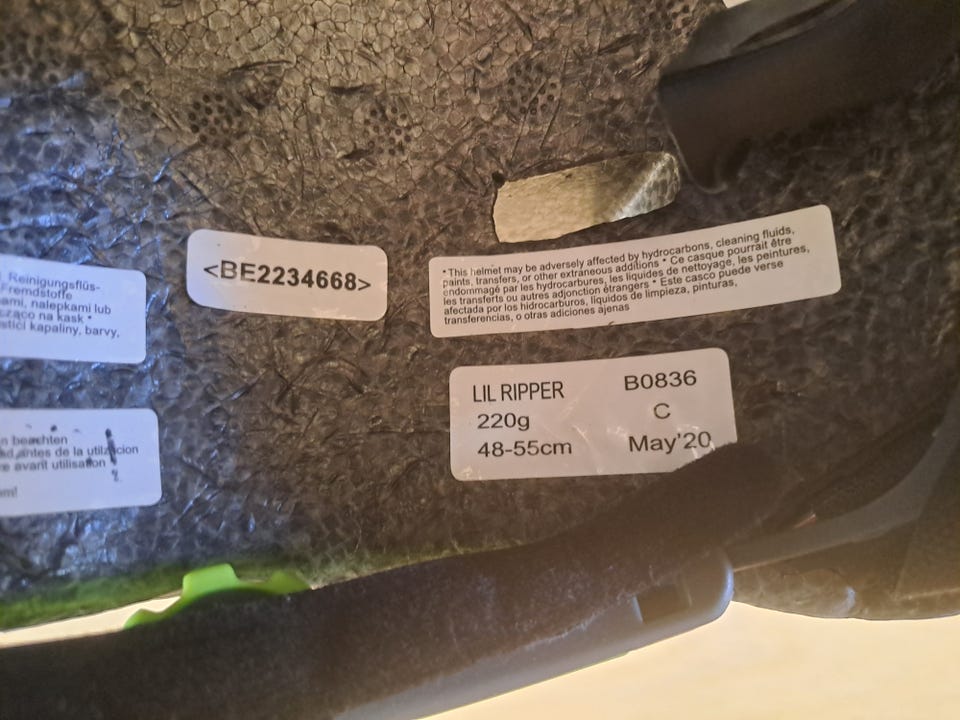 Reinigungsflüs-
Fremdstoffe
nalepkami lub
na kask *
kapaliny, barvy,
<BE2234668>
* This helmet may be adversely affected by hydrocarbons, cleaning fluids,
paints, transfers, or other extraneous additions * Ce casque pourrait être
endommagé par les hydrocarbures, les liquides de nettoyage, les peintures,
les transferts ou autres adjonction étrangers * Este casco puede verse
afectada por los hidrocarburos, líquidos de limpieza, pinturas,
transferencias, o otras adiciones ajenas
LIL RIPPER B0836
220g C
48-55cm May'20
beachten
antes de la
avant utilisation